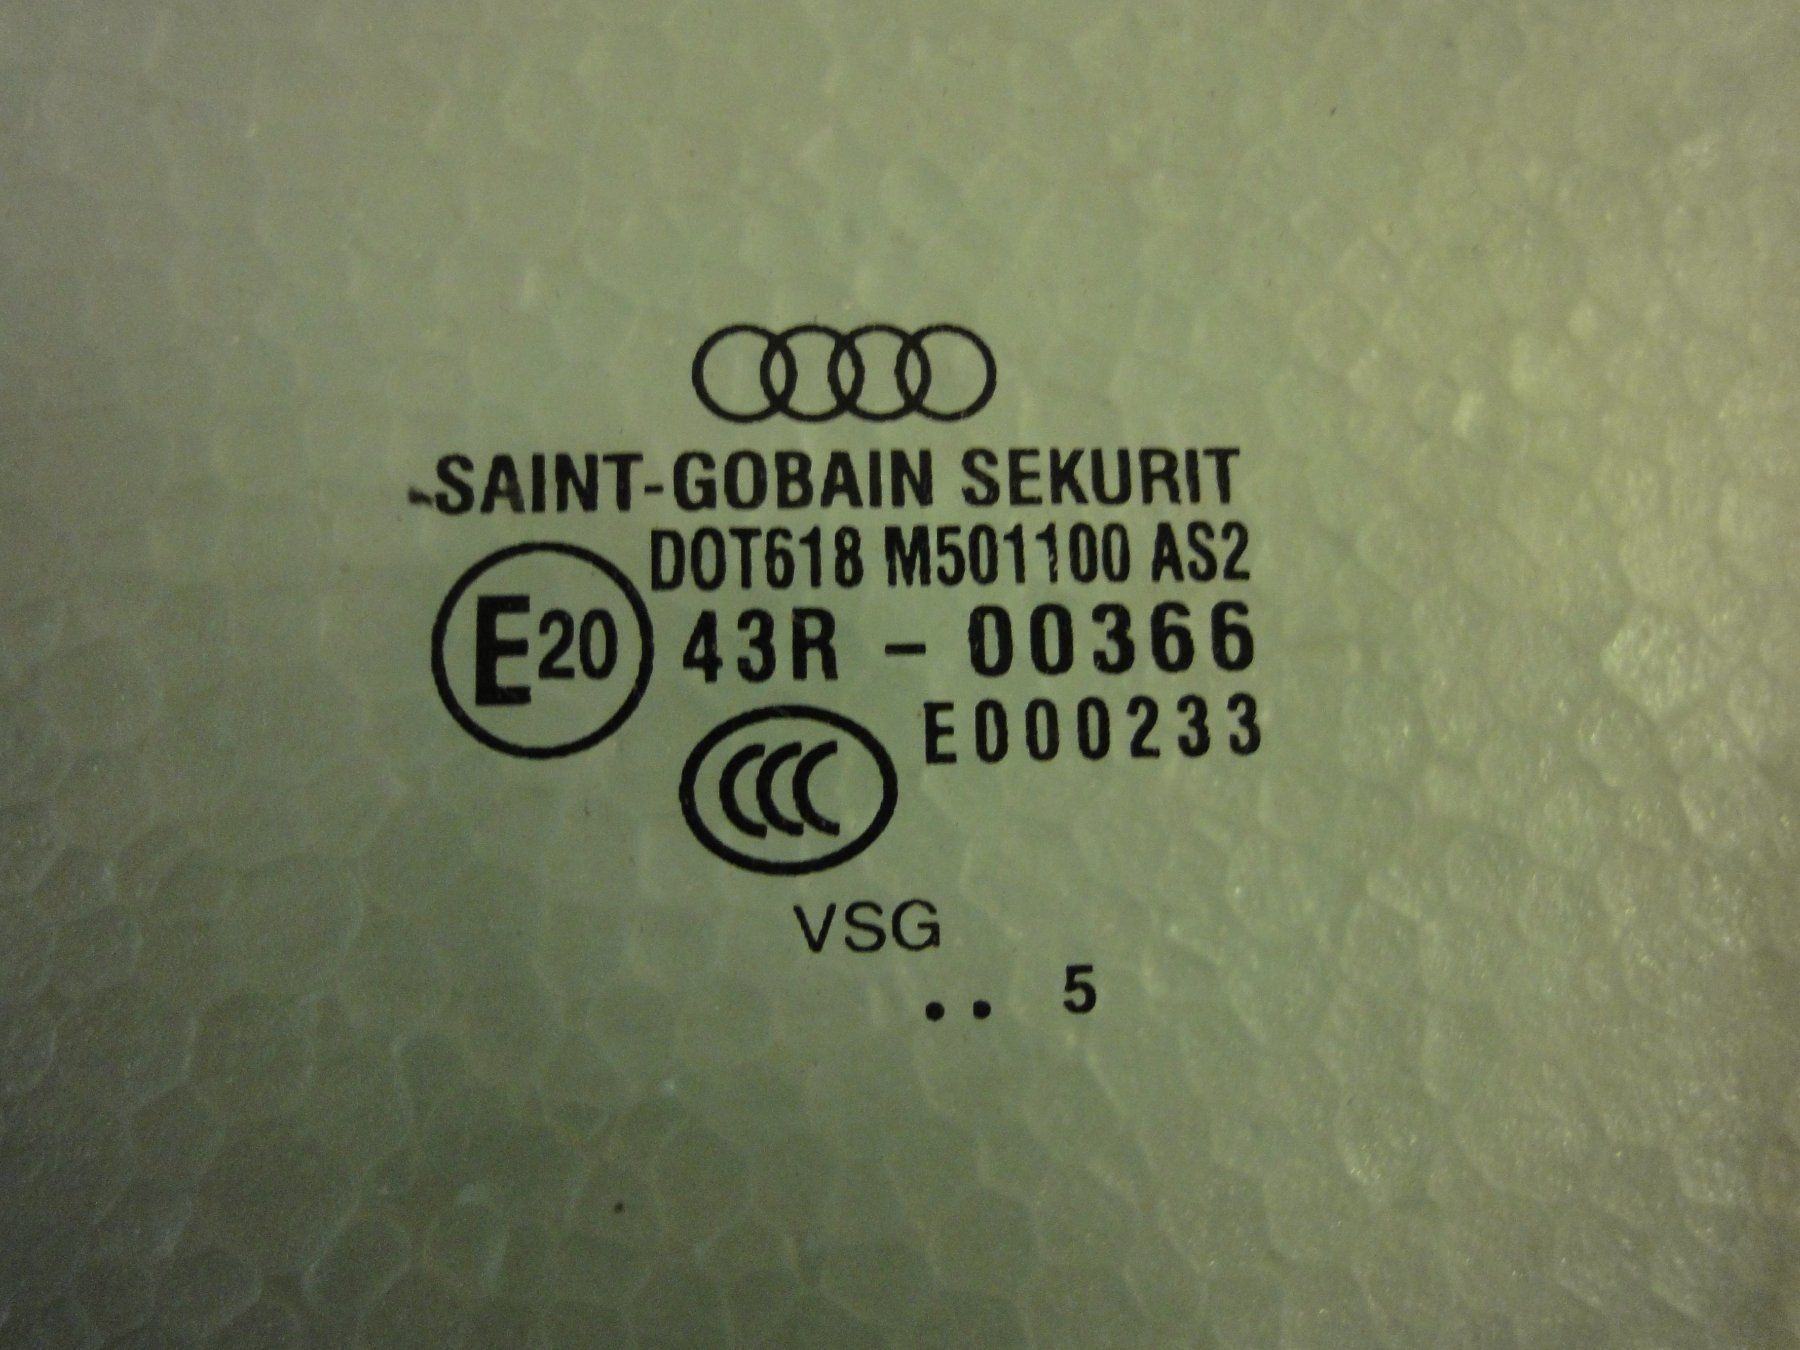 SAINT-GOBAIN SEKURIT
DOT618 M501100 AS2
E20 43R - 00366
E000233
CCC
VSG
.. 5